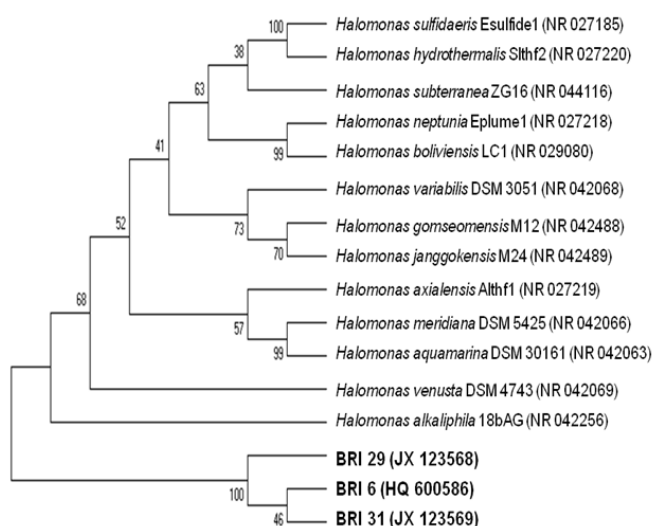 100
Halomonas sulfidaeris Esulfide1 (NR 027185)
38
Halomonas hydrothermalis Slthf2 (NR 027220)
63
Halomonas subterranea ZG16 (NR 044116)
Halomonas neptunia Eplume1 (NR 027218)
41
99
Halomonas boliviensis LC1 (NR 029080)
Halomonas variabilis DSM 3051 (NR 042068)
52
73
Halomonas gomseomensis M12 (NR 042488)
70
Halomonas janggokensis M24 (NR 042489)
68
Halomonas axialensis Althf1 (NR 027219)
57
Halomonas meridiana DSM 5425 (NR 042066)
99
Halomonas aquamarina DSM 30161 (NR 042063)
Halomonas venusta DSM 4743 (NR 042069)
Halomonas alkaliphila 18bAG (NR 042256)
BRI 29 (JX 123568)
100
BRI 6 (HQ 600586)
46
BRI 31 (JX 123569)